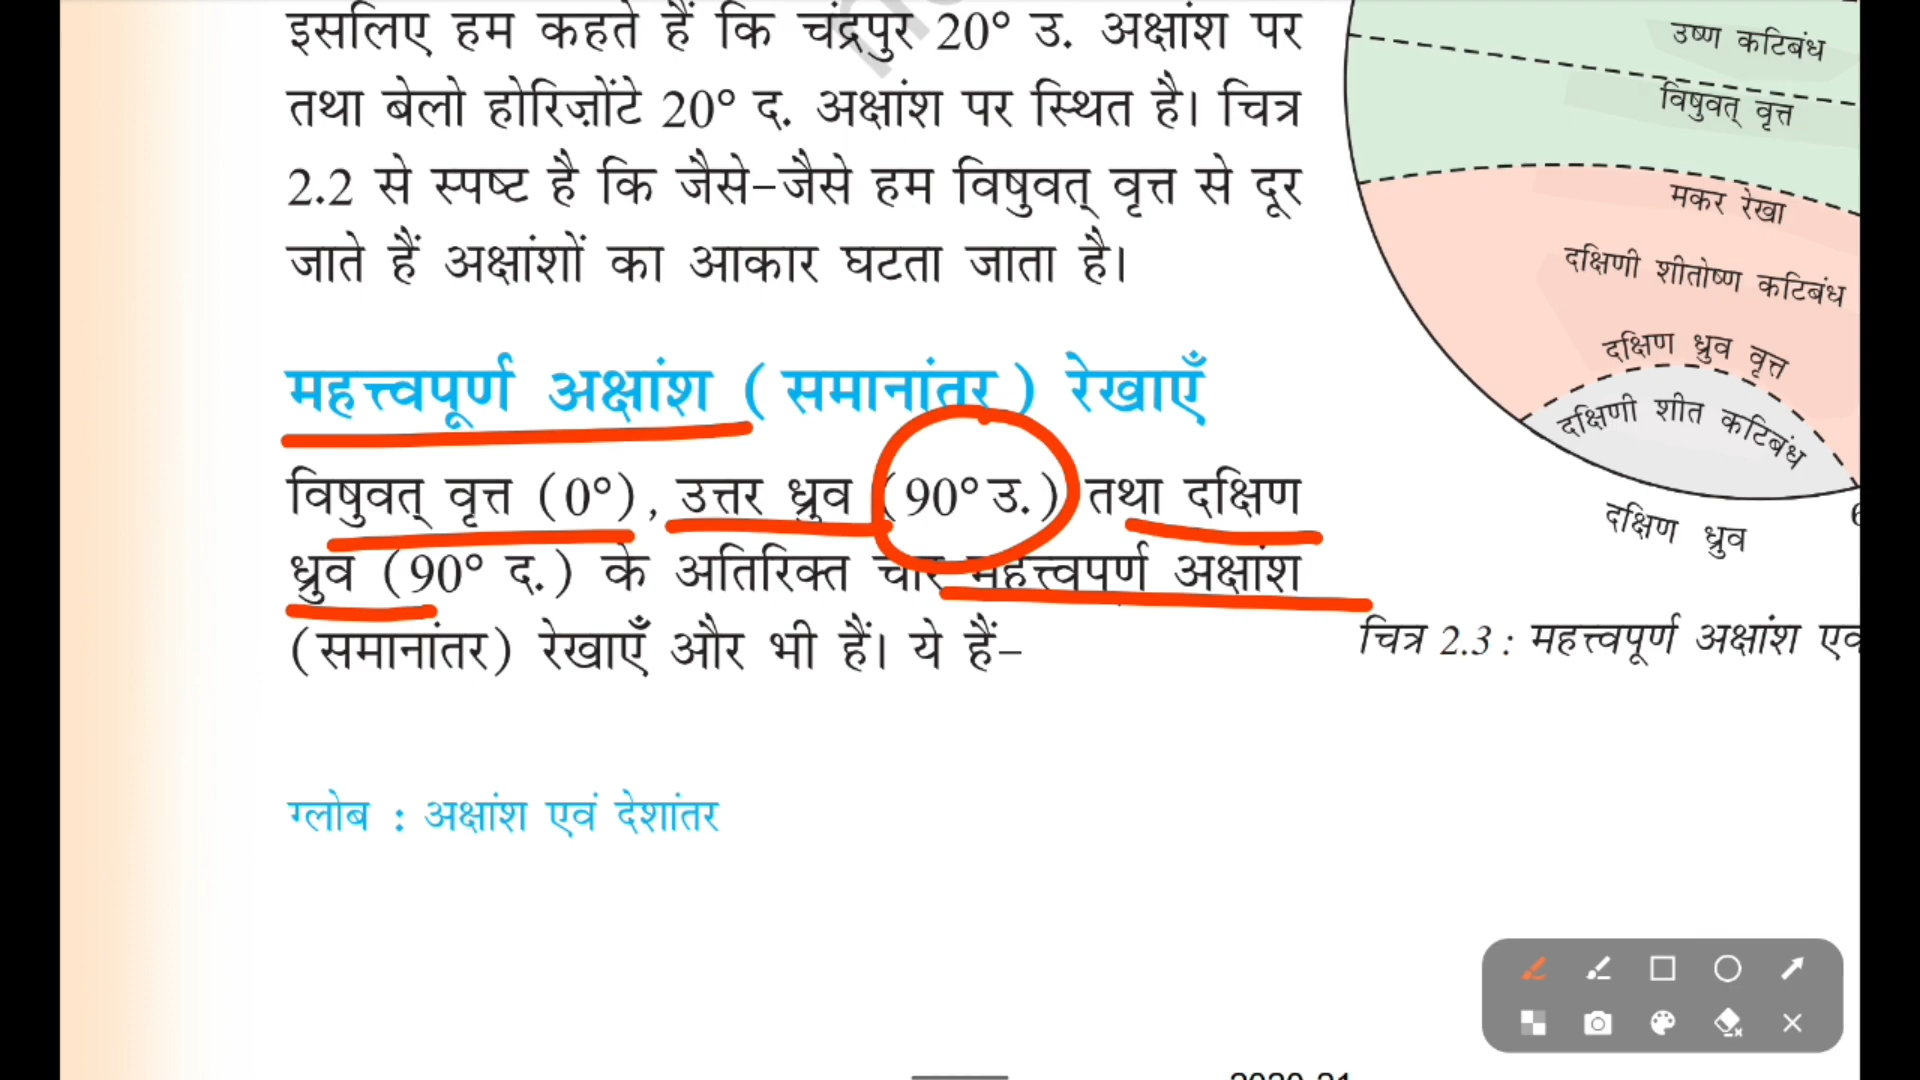 इसलिए हम कहते हैं कि चंद्रपुर 20° उ. अक्षांश पर
तथा बेलो होरिज़ोंटे 20° द. अक्षांश पर स्थित है। चित्र
2.2 से स्पष्ट है कि जैसे-जैसे हम विषुवत् वृत्त से दूर
जाते हैं अक्षांशों का आकार घटता जाता है।
महत्त्वपूर्ण अक्षांश (समानांतर) रेखाएँ
विषुवत् वृत्त (0°), उत्तर ध्रुव (90° उ.) तथा दक्षिण
ध्रुव (90° द.) के अतिरिक्त चार महत्त्वपूर्ण अक्षांश
(समानांतर) रेखाएँ और भी हैं। ये हैं–
ग्लोब : अक्षांश एवं देशांतर
उष्ण कटिबंध
विषुवत् वृत्त
मकर रेखा
दक्षिणी शीतोष्ण कटिबंध
दक्षिण ध्रुव वृत्त
दक्षिणी शीत कटिबंध
दक्षिण ध्रुव
चित्र 2.3 : महत्त्वपूर्ण अक्षांश एव